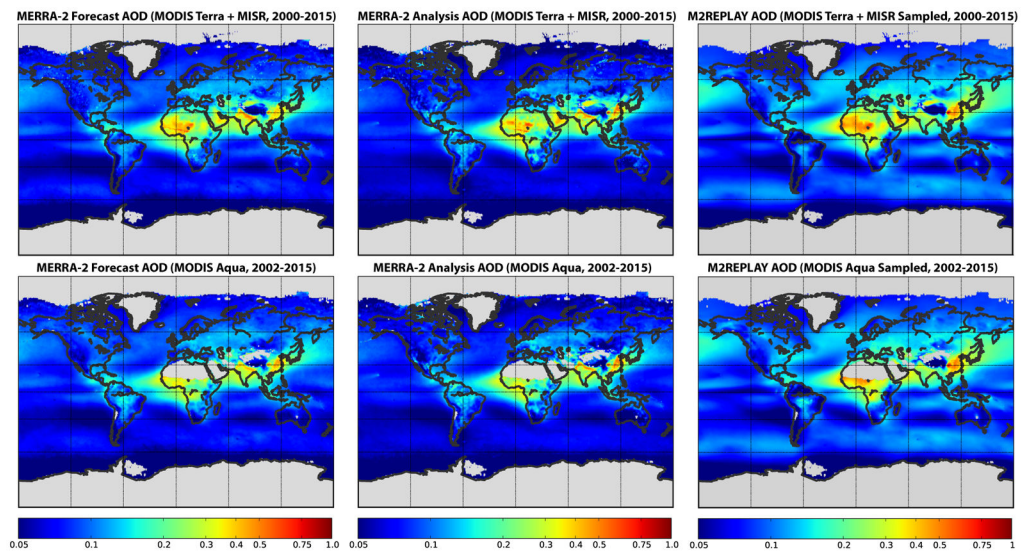 MERRA-2 Forecast AOD (MODIS Terra + MISR, 2000-2015)
MERRA-2 Analysis AOD (MODIS Terra + MISR, 2000-2015)
M2REPLAY AOD (MODIS Terra + MISR Sampled, 2000-2015)
MERRA-2 Forecast AOD (MODIS Aqua, 2002-2015)
MERRA-2 Analysis AOD (MODIS Aqua, 2002-2015)
M2REPLAY AOD (MODIS Aqua Sampled, 2002-2015)
0.05 0.1 0.2 0.3 0.4 0.5 0.75 1.0
0.05 0.1 0.2 0.3 0.4 0.5 0.75 1.0
0.05 0.1 0.2 0.3 0.4 0.5 0.75 1